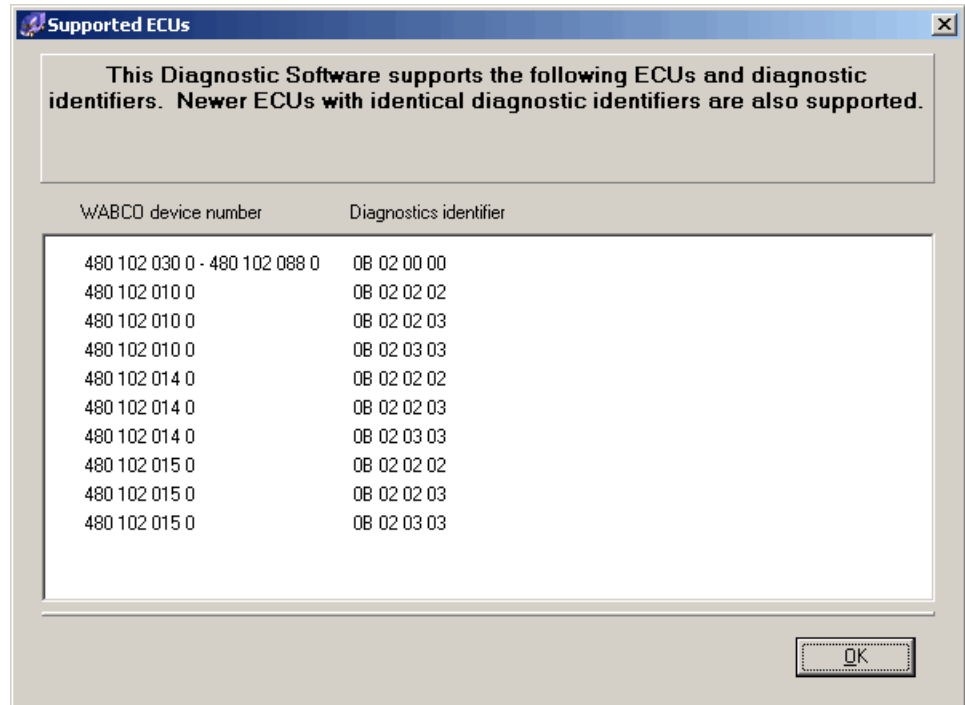 Supported ECUs
This Diagnostic Software supports the following ECUs and diagnostic
identifiers. Newer ECUs with identical diagnostic identifiers are also supported.
WABCO device number Diagnostics identifier
480 102 030 0 - 480 102 088 0 0B 02 00 00
480 102 010 0 0B 02 02 02
480 102 010 0 0B 02 02 03
480 102 010 0 0B 02 03 03
480 102 014 0 0B 02 02 02
480 102 014 0 0B 02 02 03
480 102 014 0 0B 02 03 03
480 102 015 0 0B 02 02 02
480 102 015 0 0B 02 02 03
480 102 015 0 0B 02 03 03
OK